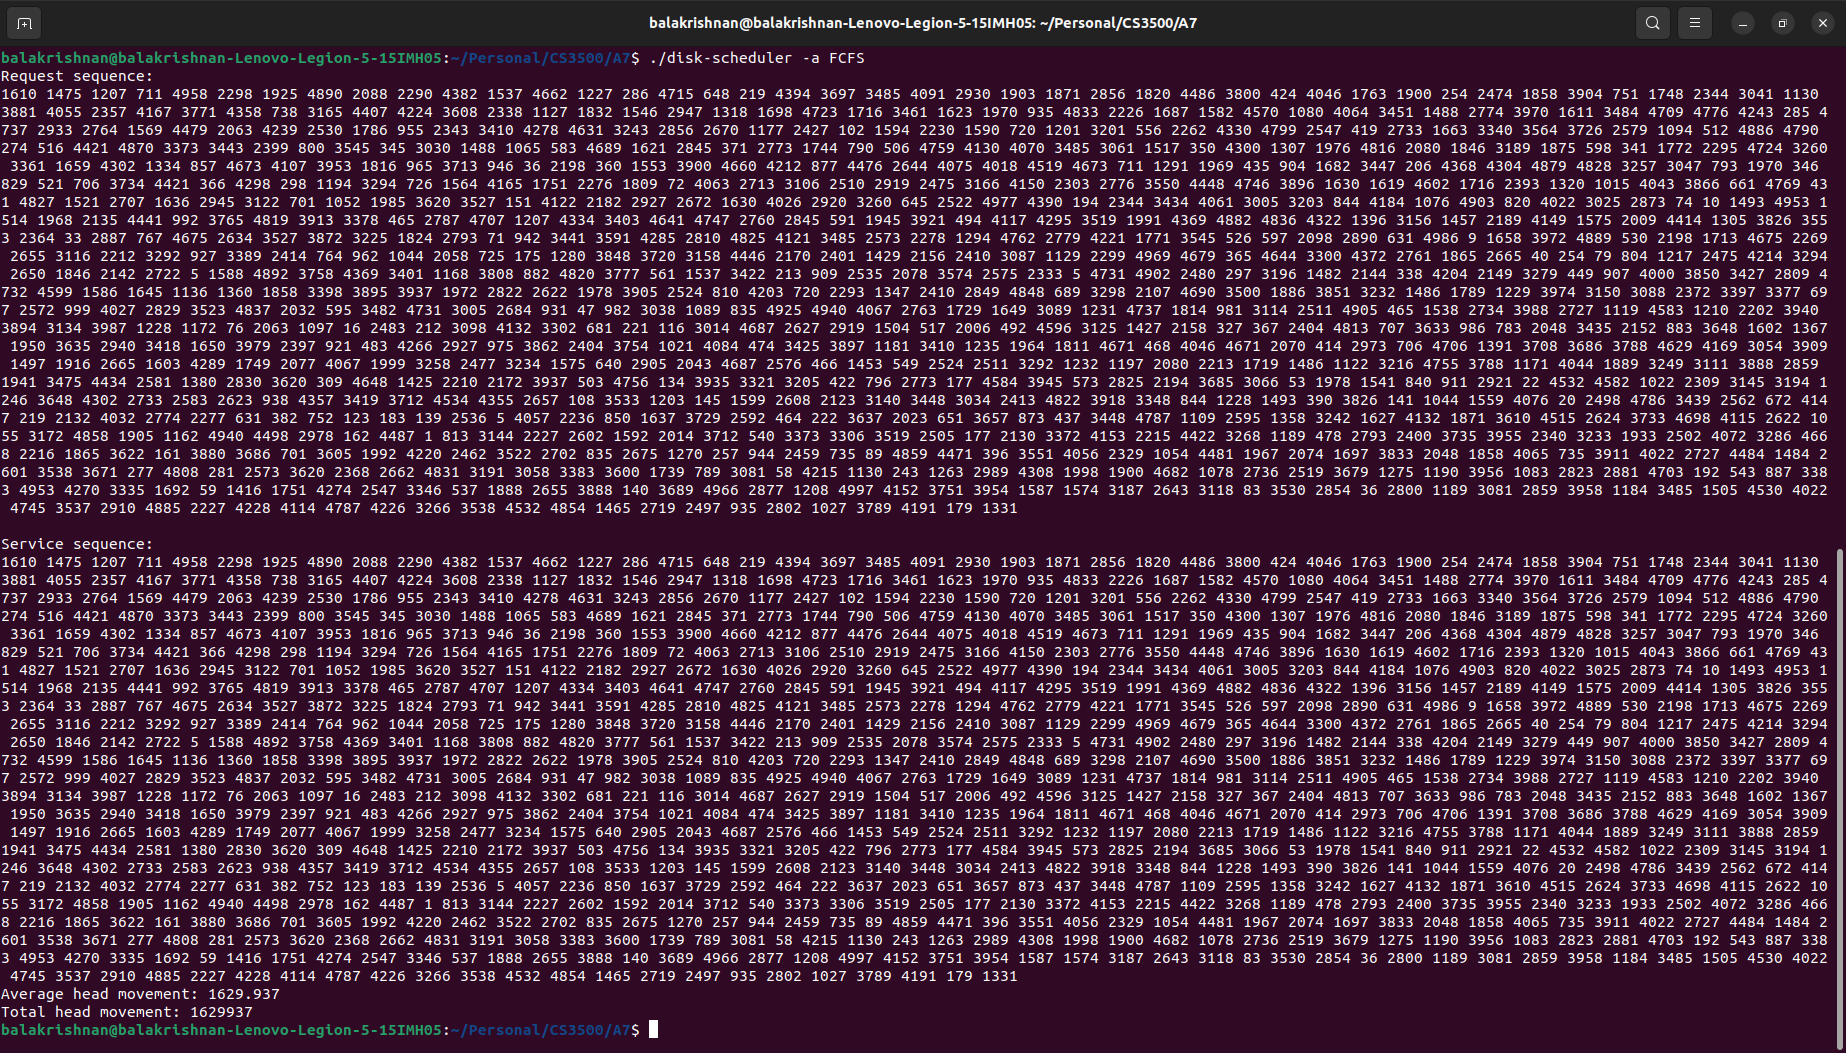 balakrishnan@balakrishnan-Lenovo-Legion-5-15IMH05: ~/Personal/CS3500/A7
balakrishnan@balakrishnan-Lenovo-Legion-5-15IMH05:~/Personal/CS3500/A7$ ./disk-scheduler -a FCFS
Request sequence:
1610 1475 1207 711 4958 2298 1925 4890 2088 2290 4382 1537 4662 1227 286 4715 648 219 4394 3697 3485 4091 2930 1903 1871 2856 1820 4486 3800 424 4046 1763 1900 254 2474 1858 3904 751 1748 2344 3041 1130
3881 4055 2357 4167 3771 4358 738 3165 4407 4224 3608 2338 1127 1832 1546 2947 1318 1698 4723 1716 3461 1623 1970 935 4833 2226 1687 1582 4570 1080 4064 3451 1488 2774 3970 1611 3484 4709 4776 4243 285 4
737 2933 2764 1569 4479 2063 4239 2530 1786 955 2343 3410 4278 4631 3243 2856 2670 1177 2427 102 1594 2230 1590 720 1201 3201 556 2262 4330 4799 2547 419 2733 1663 3340 3564 3726 2579 1094 512 4886 4790
274 516 4421 4870 3373 3443 2399 800 3545 345 3030 1488 1065 583 4689 1621 2845 371 2773 1744 790 506 4759 4130 4070 3485 3061 1517 350 4300 1307 1976 4816 2080 1846 3189 1875 598 341 1772 2295 4724 3260
3361 1659 4302 1334 857 4673 4107 3953 1816 965 3713 946 36 2198 360 1553 3900 4660 4212 877 4476 2644 4075 4018 4519 4673 711 1291 1969 435 904 1682 3447 206 4368 4304 4879 4828 3257 3047 793 1970 346
829 521 706 3734 4421 366 4298 298 1194 3294 726 1564 4165 1751 2276 1809 72 4063 2713 3106 2510 2919 2475 3166 4150 2303 2776 3550 4448 4746 3896 1630 1619 4602 1716 2393 1320 1015 4043 3866 661 4769 43
1 4827 1521 2707 1636 2945 3122 701 1052 1985 3620 3527 151 4122 2182 2927 2672 1630 4026 2920 3260 645 2522 4977 4390 194 2344 3434 4061 3005 3203 844 4184 1076 4903 820 4022 3025 2873 74 10 1493 4953 1
514 1968 2135 4441 992 3765 4819 3913 3378 465 2787 4707 1207 4334 3403 4641 4747 2760 2845 591 1945 3921 494 4117 4295 3519 1991 4369 4882 4836 4322 1396 3156 1457 2189 4149 1575 2009 4414 1305 3826 355
3 2364 33 2887 767 4675 2634 3527 3872 3225 1824 2793 71 942 3441 3591 4285 2810 4825 4121 3485 2573 2278 1294 4762 2779 4221 1771 3545 526 597 2098 2890 631 4986 9 1658 3972 4889 530 2198 1713 4675 2269
2655 3116 2212 3292 927 3389 2414 764 962 1044 2058 725 175 1280 3848 3720 3158 4446 2170 2401 1429 2156 2410 3087 1129 2299 4969 4679 365 4644 3300 4372 2761 1865 2665 40 254 79 804 1217 2475 4214 3294
2650 1846 2142 2722 5 1588 4892 3758 4369 3401 1168 3808 882 4820 3777 561 1537 3422 213 909 2535 2078 3574 2575 2333 5 4731 4902 2480 297 3196 1482 2144 338 4204 2149 3279 449 907 4000 3850 3427 2809 4
732 4599 1586 1645 1136 1360 1858 3398 3895 3937 1972 2822 2622 1978 3905 2524 810 4203 720 2293 1347 2410 2849 4848 689 3298 2107 4690 3500 1886 3851 3232 1486 1789 1229 3974 3150 3088 2372 3397 3377 69
7 2572 999 4027 2829 3523 4837 2032 595 3482 4731 3005 2684 931 47 982 3038 1089 835 4925 4940 4067 2763 1729 1649 3089 1231 4737 1814 981 3114 2511 4905 465 1538 2734 3988 2727 1119 4583 1210 2202 3940
3894 3134 3987 1228 1172 76 2063 1097 16 2483 212 3098 4132 3302 681 221 116 3014 4687 2627 2919 1504 517 2006 492 4596 3125 1427 2158 327 367 2404 4813 707 3633 986 783 2048 3435 2152 883 3648 1602 1367
1950 3635 2940 3418 1650 3979 2397 921 483 4266 2927 975 3862 2404 3754 1021 4084 474 3425 3897 1181 3410 1235 1964 1811 4671 468 4046 4671 2070 414 2973 706 4706 1391 3708 3686 3788 4629 4169 3054 3909
1497 1916 2665 1603 4289 1749 2077 4067 1999 3258 2477 3234 1575 640 2905 2043 4687 2576 466 1453 549 2524 2511 3292 1232 1197 2080 2213 1719 1486 1122 3216 4755 3788 1171 4044 1889 3249 3111 3888 2859
1941 3475 4434 2581 1380 2830 3620 309 4648 1425 2210 2172 3937 503 4756 134 3935 3321 3205 422 796 2773 177 4584 3945 573 2825 2194 3685 3066 53 1978 1541 840 911 2921 22 4532 4582 1022 2309 3145 3194 1
246 3648 4302 2733 2583 2623 938 4357 3419 3712 4534 4355 2657 108 3533 1203 145 1599 2608 2123 3140 3448 3034 2413 4822 3918 3348 844 1228 1493 390 3826 141 1044 1559 4076 20 2498 4786 3439 2562 672 414
7 219 2132 4032 2774 2277 631 382 752 123 183 139 2536 5 4057 2236 850 1637 3729 2592 464 222 3637 2023 651 3657 873 437 3448 4787 1109 2595 1358 3242 1627 4132 1871 3610 4515 2624 3733 4698 4115 2622 10
55 3172 4858 1905 1162 4940 4498 2978 162 4487 1 813 3144 2227 2602 1592 2014 3712 540 3373 3306 3519 2505 177 2130 3372 4153 2215 4422 3268 1189 478 2793 2400 3735 3955 2340 3233 1933 2502 4072 3286 466
8 2216 1865 3622 161 3880 3686 701 3605 1992 4220 2462 3522 2702 835 2675 1270 257 944 2459 735 89 4859 4471 396 3551 4056 2329 1054 4481 1967 2074 1697 3833 2048 1858 4065 735 3911 4022 2727 4484 1484 2
601 3538 3671 277 4808 281 2573 3620 2368 2662 4831 3191 3058 3383 3600 1739 789 3081 58 4215 1130 243 1263 2989 4308 1998 1900 4682 1078 2736 2519 3679 1275 1190 3956 1083 2823 2881 4703 192 543 887 338
3 4953 4270 3335 1692 59 1416 1751 4274 2547 3346 537 1888 2655 3888 140 3689 4966 2877 1208 4997 4152 3751 3954 1587 1574 3187 2643 3118 83 3530 2854 36 2800 1189 3081 2859 3958 1184 3485 1505 4530 4022
4745 3537 2910 4885 2227 4228 4114 4787 4226 3266 3538 4532 4854 1465 2719 2497 935 2802 1027 3789 4191 179 1331
Service sequence:
1610 1475 1207 711 4958 2298 1925 4890 2088 2290 4382 1537 4662 1227 286 4715 648 219 4394 3697 3485 4091 2930 1903 1871 2856 1820 4486 3800 424 4046 1763 1900 254 2474 1858 3904 751 1748 2344 3041 1130
3881 4055 2357 4167 3771 4358 738 3165 4407 4224 3608 2338 1127 1832 1546 2947 1318 1698 4723 1716 3461 1623 1970 935 4833 2226 1687 1582 4570 1080 4064 3451 1488 2774 3970 1611 3484 4709 4776 4243 285 4
737 2933 2764 1569 4479 2063 4239 2530 1786 955 2343 3410 4278 4631 3243 2856 2670 1177 2427 102 1594 2230 1590 720 1201 3201 556 2262 4330 4799 2547 419 2733 1663 3340 3564 3726 2579 1094 512 4886 4790
274 516 4421 4870 3373 3443 2399 800 3545 345 3030 1488 1065 583 4689 1621 2845 371 2773 1744 790 506 4759 4130 4070 3485 3061 1517 350 4300 1307 1976 4816 2080 1846 3189 1875 598 341 1772 2295 4724 3260
3361 1659 4302 1334 857 4673 4107 3953 1816 965 3713 946 36 2198 360 1553 3900 4660 4212 877 4476 2644 4075 4018 4519 4673 711 1291 1969 435 904 1682 3447 206 4368 4304 4879 4828 3257 3047 793 1970 346
829 521 706 3734 4421 366 4298 298 1194 3294 726 1564 4165 1751 2276 1809 72 4063 2713 3106 2510 2919 2475 3166 4150 2303 2776 3550 4448 4746 3896 1630 1619 4602 1716 2393 1320 1015 4043 3866 661 4769 43
1 4827 1521 2707 1636 2945 3122 701 1052 1985 3620 3527 151 4122 2182 2927 2672 1630 4026 2920 3260 645 2522 4977 4390 194 2344 3434 4061 3005 3203 844 4184 1076 4903 820 4022 3025 2873 74 10 1493 4953 1
514 1968 2135 4441 992 3765 4819 3913 3378 465 2787 4707 1207 4334 3403 4641 4747 2760 2845 591 1945 3921 494 4117 4295 3519 1991 4369 4882 4836 4322 1396 3156 1457 2189 4149 1575 2009 4414 1305 3826 355
3 2364 33 2887 767 4675 2634 3527 3872 3225 1824 2793 71 942 3441 3591 4285 2810 4825 4121 3485 2573 2278 1294 4762 2779 4221 1771 3545 526 597 2098 2890 631 4986 9 1658 3972 4889 530 2198 1713 4675 2269
2655 3116 2212 3292 927 3389 2414 764 962 1044 2058 725 175 1280 3848 3720 3158 4446 2170 2401 1429 2156 2410 3087 1129 2299 4969 4679 365 4644 3300 4372 2761 1865 2665 40 254 79 804 1217 2475 4214 3294
2650 1846 2142 2722 5 1588 4892 3758 4369 3401 1168 3808 882 4820 3777 561 1537 3422 213 909 2535 2078 3574 2575 2333 5 4731 4902 2480 297 3196 1482 2144 338 4204 2149 3279 449 907 4000 3850 3427 2809 4
732 4599 1586 1645 1136 1360 1858 3398 3895 3937 1972 2822 2622 1978 3905 2524 810 4203 720 2293 1347 2410 2849 4848 689 3298 2107 4690 3500 1886 3851 3232 1486 1789 1229 3974 3150 3088 2372 3397 3377 69
7 2572 999 4027 2829 3523 4837 2032 595 3482 4731 3005 2684 931 47 982 3038 1089 835 4925 4940 4067 2763 1729 1649 3089 1231 4737 1814 981 3114 2511 4905 465 1538 2734 3988 2727 1119 4583 1210 2202 3940
3894 3134 3987 1228 1172 76 2063 1097 16 2483 212 3098 4132 3302 681 221 116 3014 4687 2627 2919 1504 517 2006 492 4596 3125 1427 2158 327 367 2404 4813 707 3633 986 783 2048 3435 2152 883 3648 1602 1367
1950 3635 2940 3418 1650 3979 2397 921 483 4266 2927 975 3862 2404 3754 1021 4084 474 3425 3897 1181 3410 1235 1964 1811 4671 468 4046 4671 2070 414 2973 706 4706 1391 3708 3686 3788 4629 4169 3054 3909
1497 1916 2665 1603 4289 1749 2077 4067 1999 3258 2477 3234 1575 640 2905 2043 4687 2576 466 1453 549 2524 2511 3292 1232 1197 2080 2213 1719 1486 1122 3216 4755 3788 1171 4044 1889 3249 3111 3888 2859
1941 3475 4434 2581 1380 2830 3620 309 4648 1425 2210 2172 3937 503 4756 134 3935 3321 3205 422 796 2773 177 4584 3945 573 2825 2194 3685 3066 53 1978 1541 840 911 2921 22 4532 4582 1022 2309 3145 3194 1
246 3648 4302 2733 2583 2623 938 4357 3419 3712 4534 4355 2657 108 3533 1203 145 1599 2608 2123 3140 3448 3034 2413 4822 3918 3348 844 1228 1493 390 3826 141 1044 1559 4076 20 2498 4786 3439 2562 672 414
7 219 2132 4032 2774 2277 631 382 752 123 183 139 2536 5 4057 2236 850 1637 3729 2592 464 222 3637 2023 651 3657 873 437 3448 4787 1109 2595 1358 3242 1627 4132 1871 3610 4515 2624 3733 4698 4115 2622 10
55 3172 4858 1905 1162 4940 4498 2978 162 4487 1 813 3144 2227 2602 1592 2014 3712 540 3373 3306 3519 2505 177 2130 3372 4153 2215 4422 3268 1189 478 2793 2400 3735 3955 2340 3233 1933 2502 4072 3286 466
8 2216 1865 3622 161 3880 3686 701 3605 1992 4220 2462 3522 2702 835 2675 1270 257 944 2459 735 89 4859 4471 396 3551 4056 2329 1054 4481 1967 2074 1697 3833 2048 1858 4065 735 3911 4022 2727 4484 1484 2
601 3538 3671 277 4808 281 2573 3620 2368 2662 4831 3191 3058 3383 3600 1739 789 3081 58 4215 1130 243 1263 2989 4308 1998 1900 4682 1078 2736 2519 3679 1275 1190 3956 1083 2823 2881 4703 192 543 887 338
3 4953 4270 3335 1692 59 1416 1751 4274 2547 3346 537 1888 2655 3888 140 3689 4966 2877 1208 4997 4152 3751 3954 1587 1574 3187 2643 3118 83 3530 2854 36 2800 1189 3081 2859 3958 1184 3485 1505 4530 4022
4745 3537 2910 4885 2227 4228 4114 4787 4226 3266 3538 4532 4854 1465 2719 2497 935 2802 1027 3789 4191 179 1331
Average head movement: 1629.937
Total head movement: 1629937
balakrishnan@balakrishnan-Lenovo-Legion-5-15IMH05:~/Personal/CS3500/A7$